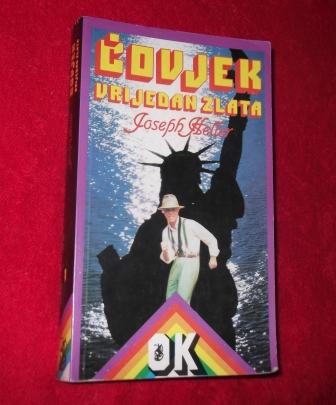 ČOVJEK
VRIJEDAN ZLATA
Joseph Heller
OK